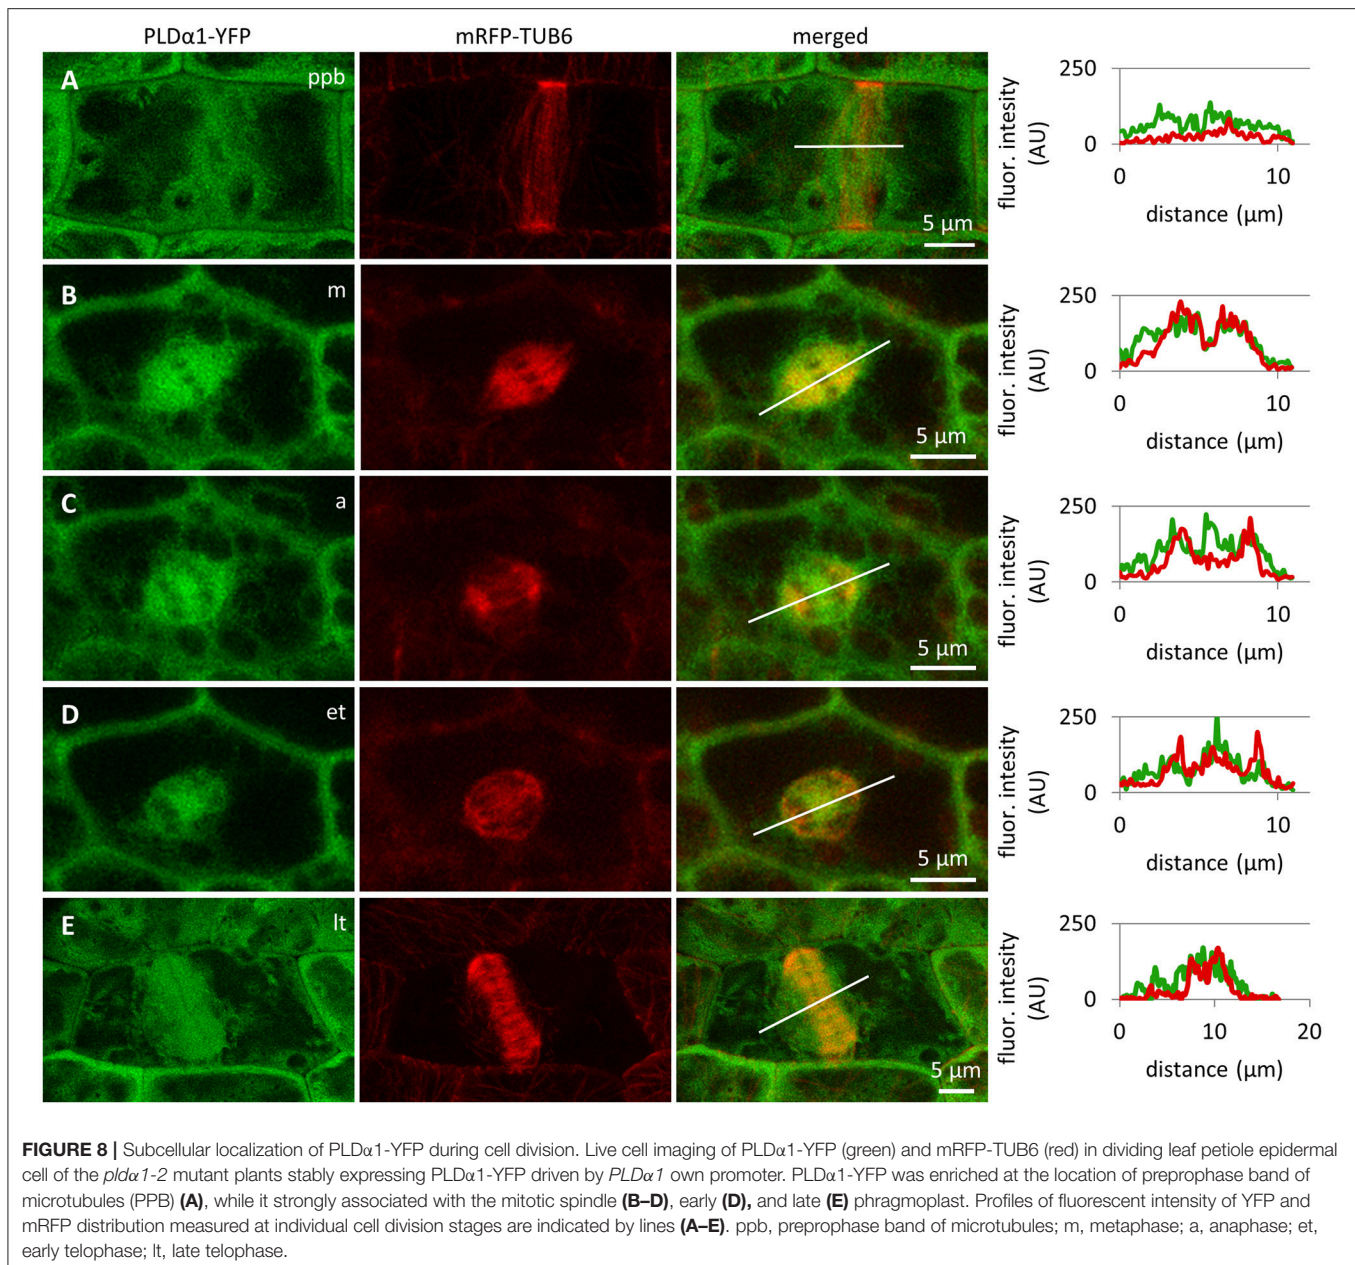 PLDα1-YFP mRFP-TUB6 merged
A ppb
5 µm
fluor. intesity
(AU)
250
0
0 10
distance (µm)
B m
5 µm
fluor. intesity
(AU)
250
0
0 10
distance (µm)
C a
5 µm
fluor. intesity
(AU)
250
0
0 10
distance (µm)
D et
5 µm
fluor. intesity
(AU)
250
0
0 10
distance (µm)
E lt
5 µm
fluor. intesity
(AU)
250
0
0 10 20
distance (µm)
FIGURE 8 | Subcellular localization of PLDα1-YFP during cell division. Live cell imaging of PLDα1-YFP (green) and mRFP-TUB6 (red) in dividing leaf petiole epidermal
cell of the pldα1-2 mutant plants stably expressing PLDα1-YFP driven by PLDα1 own promoter. PLDα1-YFP was enriched at the location of preprophase band of
microtubules (PPB) (A), while it strongly associated with the mitotic spindle (B–D), early (D), and late (E) phragmoplast. Profiles of fluorescent intensity of YFP and
mRFP distribution measured at individual cell division stages are indicated by lines (A–E). ppb, preprophase band of microtubules; m, metaphase; a, anaphase; et,
early telophase; lt, late telophase.